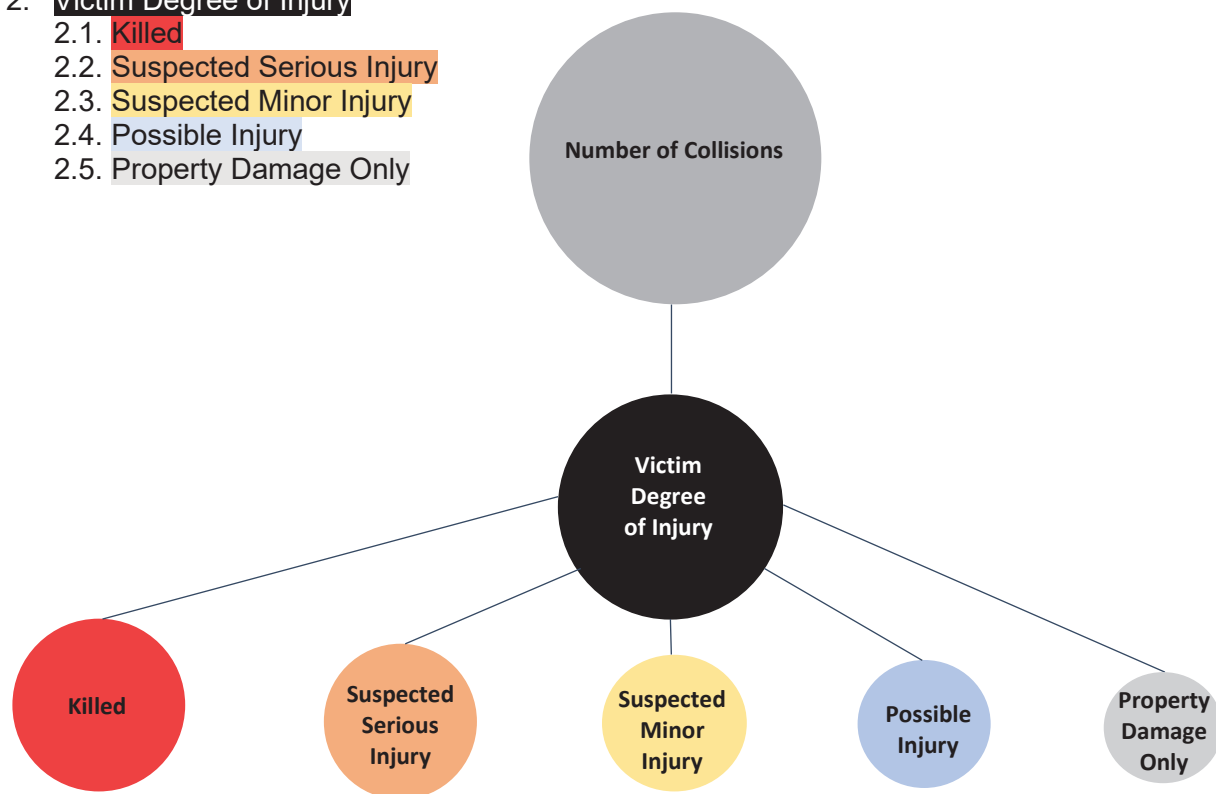 2. Victim Degree of Injury
2.1. Killed
2.2. Suspected Serious Injury
2.3. Suspected Minor Injury
2.4. Possible Injury
2.5. Property Damage Only
Number of Collisions
Victim
Degree
of Injury
Killed
Suspected
Serious
Injury
Suspected
Minor
Injury
Possible
Injury
Property
Damage
Only